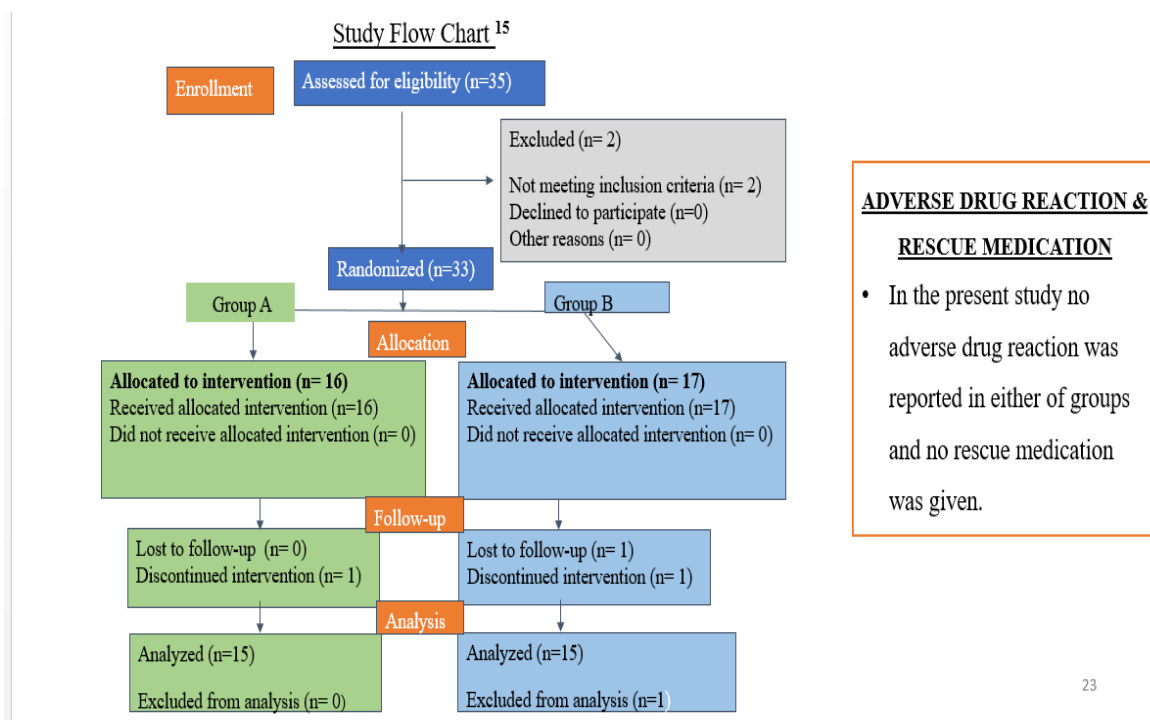 Study Flow Chart 15
Enrollment
Assessed for eligibility (n=35)
Excluded (n= 2)
Not meeting inclusion criteria (n= 2)
Declined to participate (n=0)
Other reasons (n= 0)
Randomized (n=33)
Group A
Group B
Allocation
Allocated to intervention (n= 16)
Received allocated intervention (n=16)
Did not receive allocated intervention (n= 0)
Allocated to intervention (n= 17)
Received allocated intervention (n=17)
Did not receive allocated intervention (n= 0)
Follow-up
Lost to follow-up (n= 0)
Discontinued intervention (n= 1)
Lost to follow-up (n= 1)
Discontinued intervention (n= 1)
Analysis
Analyzed (n=15)
Excluded from analysis (n= 0)
Analyzed (n=15)
Excluded from analysis (n=1)
ADVERSE DRUG REACTION &
RESCUE MEDICATION
• In the present study no
adverse drug reaction was
reported in either of groups
and no rescue medication
was given.
23